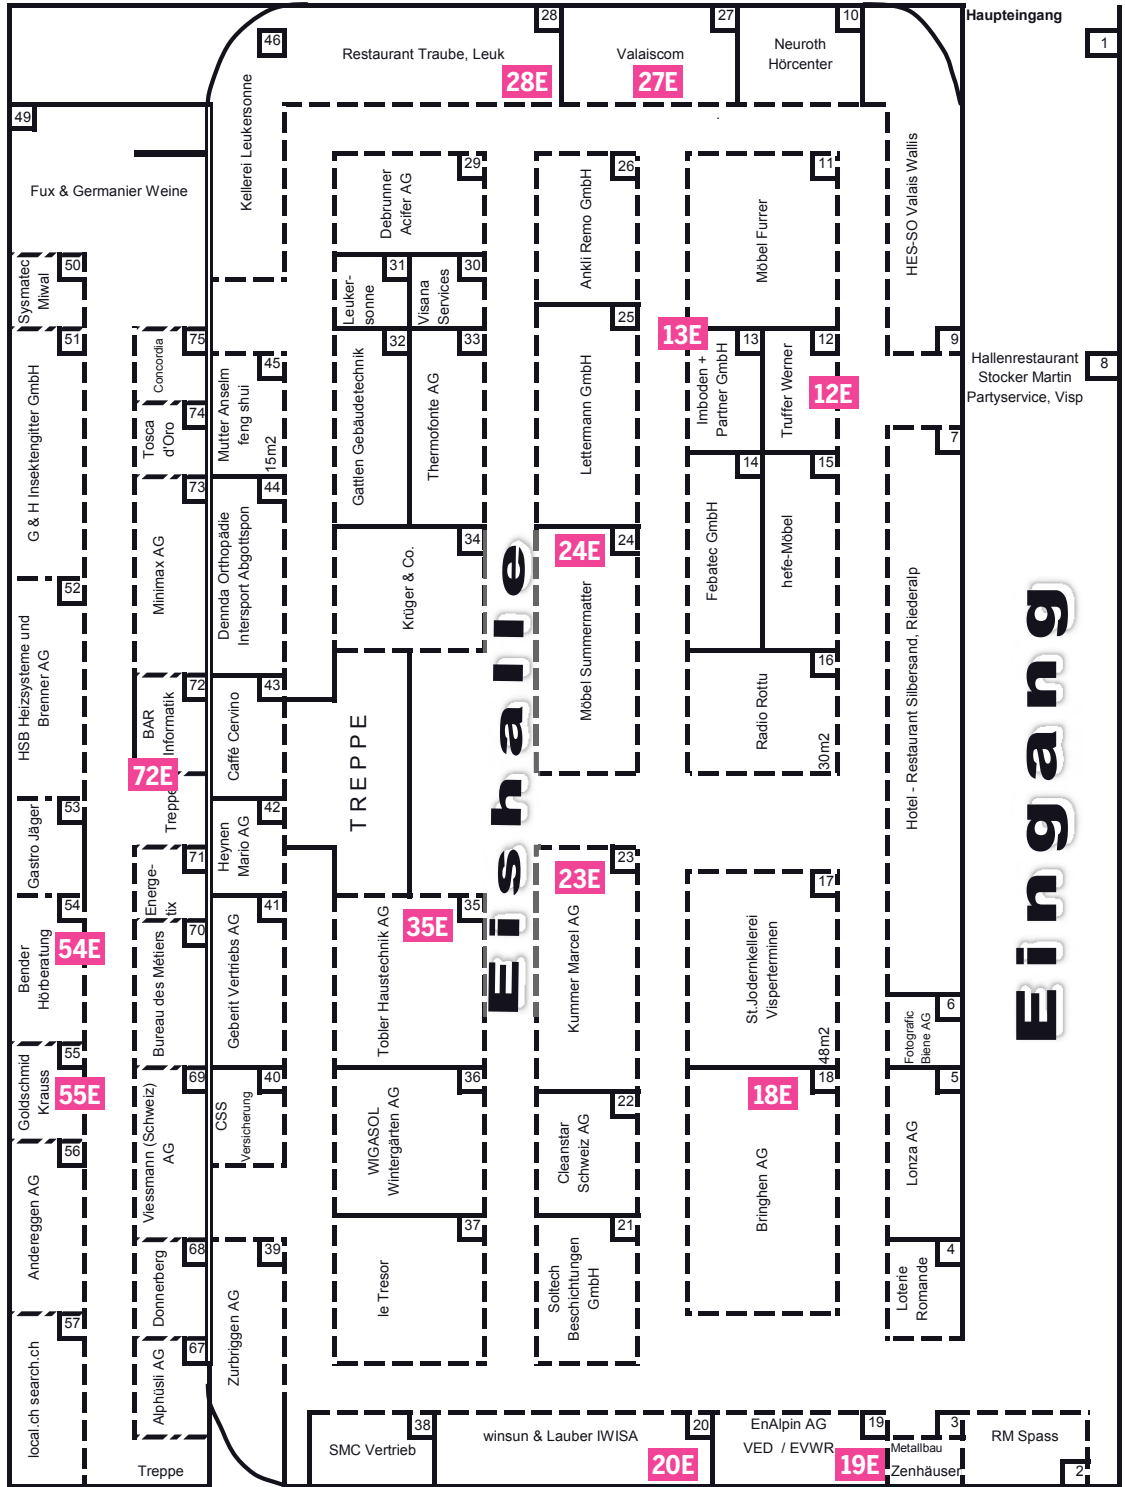 Haupteingang
1
46
28
Restaurant Traube, Leuk
28E
27
Valaiscom
27E
10
Neuroth
Hörcenter
49
Fux & Germanier Weine
Kellerei Leukersonne
29
Debrunner
Acifer AG
26
Ankli Remo GmbH
11
Möbel Furrer
HES-SO Valais Wallis
9
50
Sysmatec
Miwal
31
Leuker-
sonne
30
Visana
Services
25
Lettermann GmbH
13E
13
Imboden +
Partner GmbH
12
Truffer Werner
12E
8
Hallenrestaurant
Stocker Martin
Partyservice, Visp
51
G & H Insektengitter GmbH
75
Concordia
45
Mutter Anselm
feng shui
15m2
32
Gattlen Gebäudetechnik
33
Thermofonte AG
74
Tosca
d'Oro
7
Hotel - Restaurant Silbersand, Riederalp
73
Minimax AG
44
Dennda Orthopädie
Intersport Abgottspon
14
Febatec GmbH
15
hefe-Möbel
34
Krüger & Co.
24E
24
Möbel Summermatter
52
HSB Heizsysteme und
Brenner AG
72
BAR
Informatik
72E
43
Caffé Cervino
TREPPE
Eishalle
16
Radio Rottu
30m2
Eingang
53
Gastro Jäger
Treppe
42
Heynen
Mario AG
71
Energe-
tix
23
23E
Kummer Marcel AG
17
St.Jodernkellerei
Visperterminen
48m2
54
Bender
Hörberatung
54E
70
Bureau des Métiers
41
Geberit Vertriebs AG
35
35E
Tobler Haustechnik AG
6
Fotografic
Biene AG
55
Goldschmid
Krauss
55E
69
Viessmann (Schweiz)
AG
40
CSS
Versicherung
36
WIGASOL
Wintergärten AG
22
Cleanstar
Schweiz AG
18
18E
Bringhen AG
5
Lonza AG
56
Andereggen AG
68
Donnerberg
39
Zurbriggen AG
37
le Tresor
21
Soltech
Beschichtungen
GmbH
4
Loterie
Romande
57
local.ch search.ch
67
Alphüsli AG
Treppe
38
SMC Vertrieb
20
winsun & Lauber IWISA
20E
19
EnAlpin AG
VED / EVWR
19E
3
Metallbau
Zenhäuser
RM Spass
2